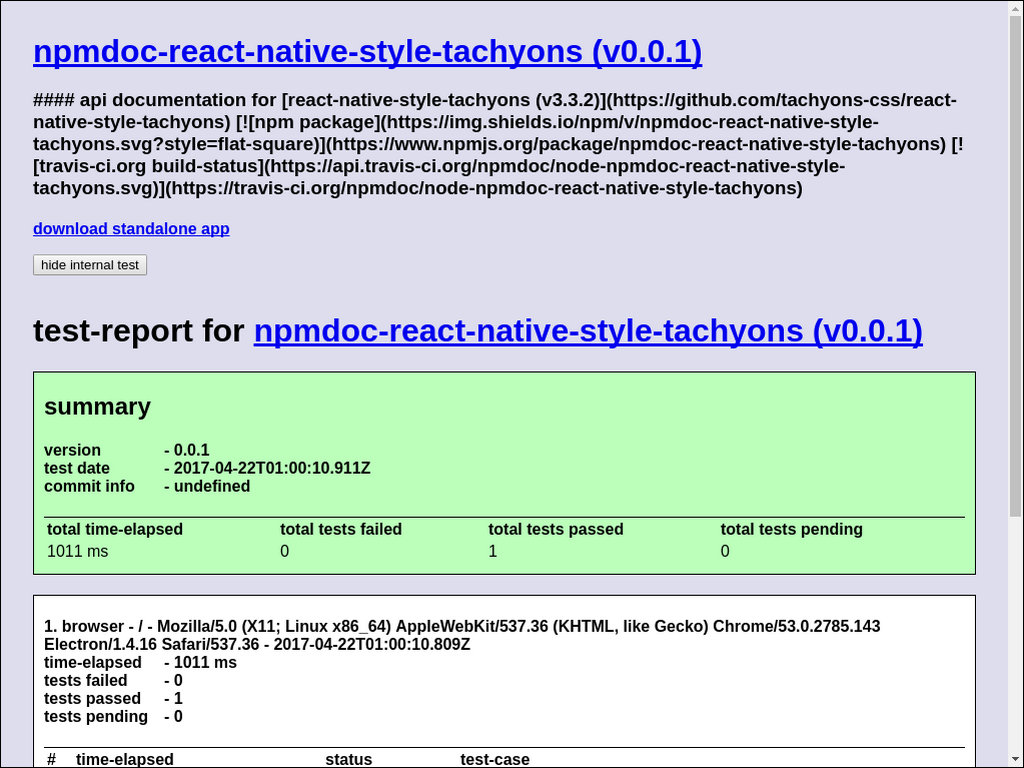 npmdoc-react-native-style-tachyons (v0.0.1)
#### api documentation for [react-native-style-tachyons (v3.3.2)](https://github.com/tachyons-css/react-
native-style-tachyons) [![npm package](https://img.shields.io/npm/v/npmdoc-react-native-style-
tachyons.svg?style=flat-square)](https://www.npmjs.org/package/npmdoc-react-native-style-tachyons) [!
[travis-ci.org build-status](https://api.travis-ci.org/npmdoc/node-npmdoc-react-native-style-
tachyons.svg)](https://travis-ci.org/npmdoc/node-npmdoc-react-native-style-tachyons)
download standalone app
hide internal test
test-report for npmdoc-react-native-style-tachyons (v0.0.1)
summary
version - 0.0.1
test date - 2017-04-22T01:00:10.911Z
commit info - undefined
total time-elapsed total tests failed total tests passed total tests pending
1011 ms 0 1 0
1. browser - / - Mozilla/5.0 (X11; Linux x86_64) AppleWebKit/537.36 (KHTML, like Gecko) Chrome/53.0.2785.143
Electron/1.4.16 Safari/537.36 - 2017-04-22T01:00:10.809Z
time-elapsed - 1011 ms
tests failed - 0
tests passed - 1
tests pending - 0
# time-elapsed status test-case